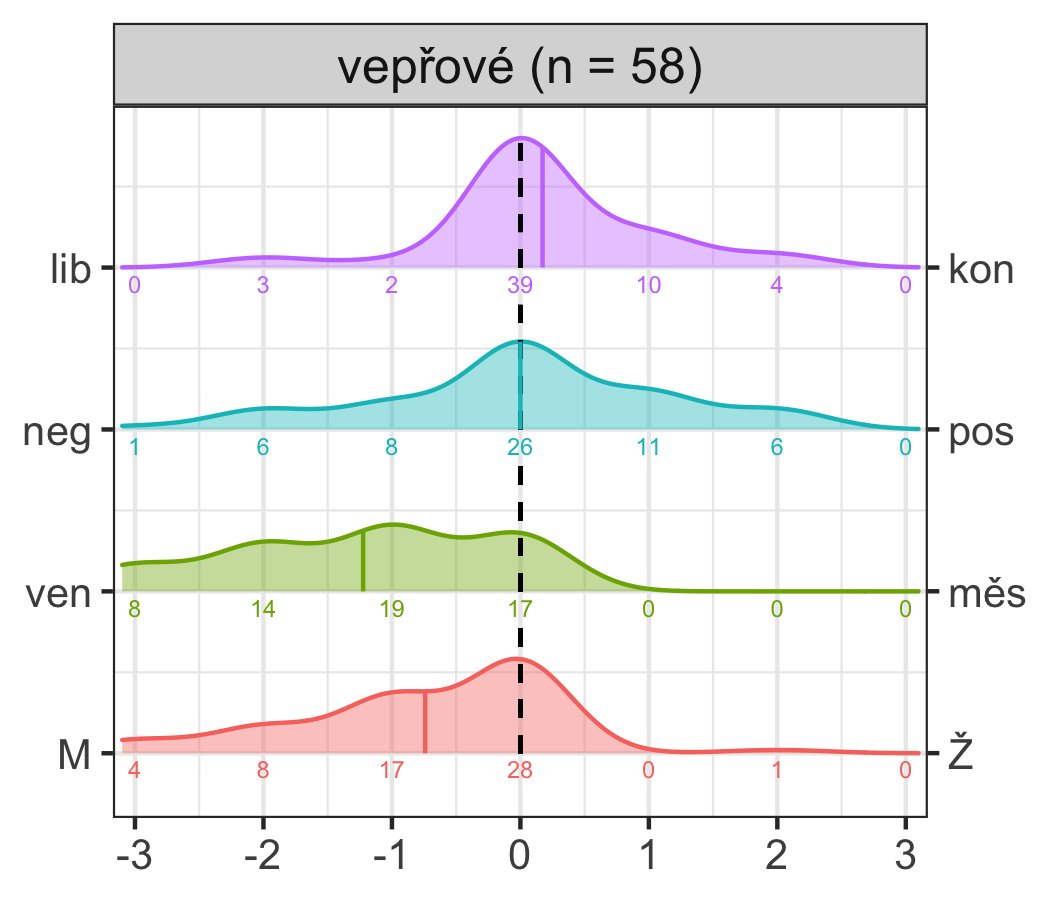 vepřové (n = 58)
lib kon
0 3 2 39 10 4 0
neg pos
1 6 8 26 11 6 0
ven měs
8 14 19 17 0 0 0
M Ž
4 8 17 28 0 1 0
-3 -2 -1 0 1 2 3